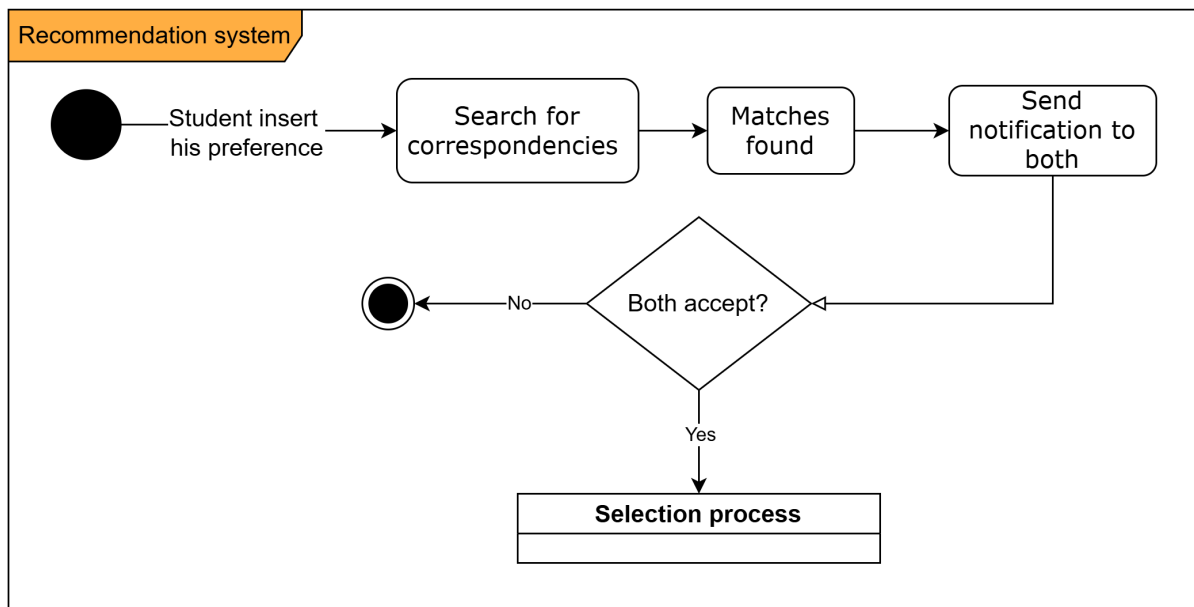 Recommendation system
Student insert
his preference
Search for
correspondencies
Matches
found
Send
notification to
both
Both accept?
No
Yes
Selection process